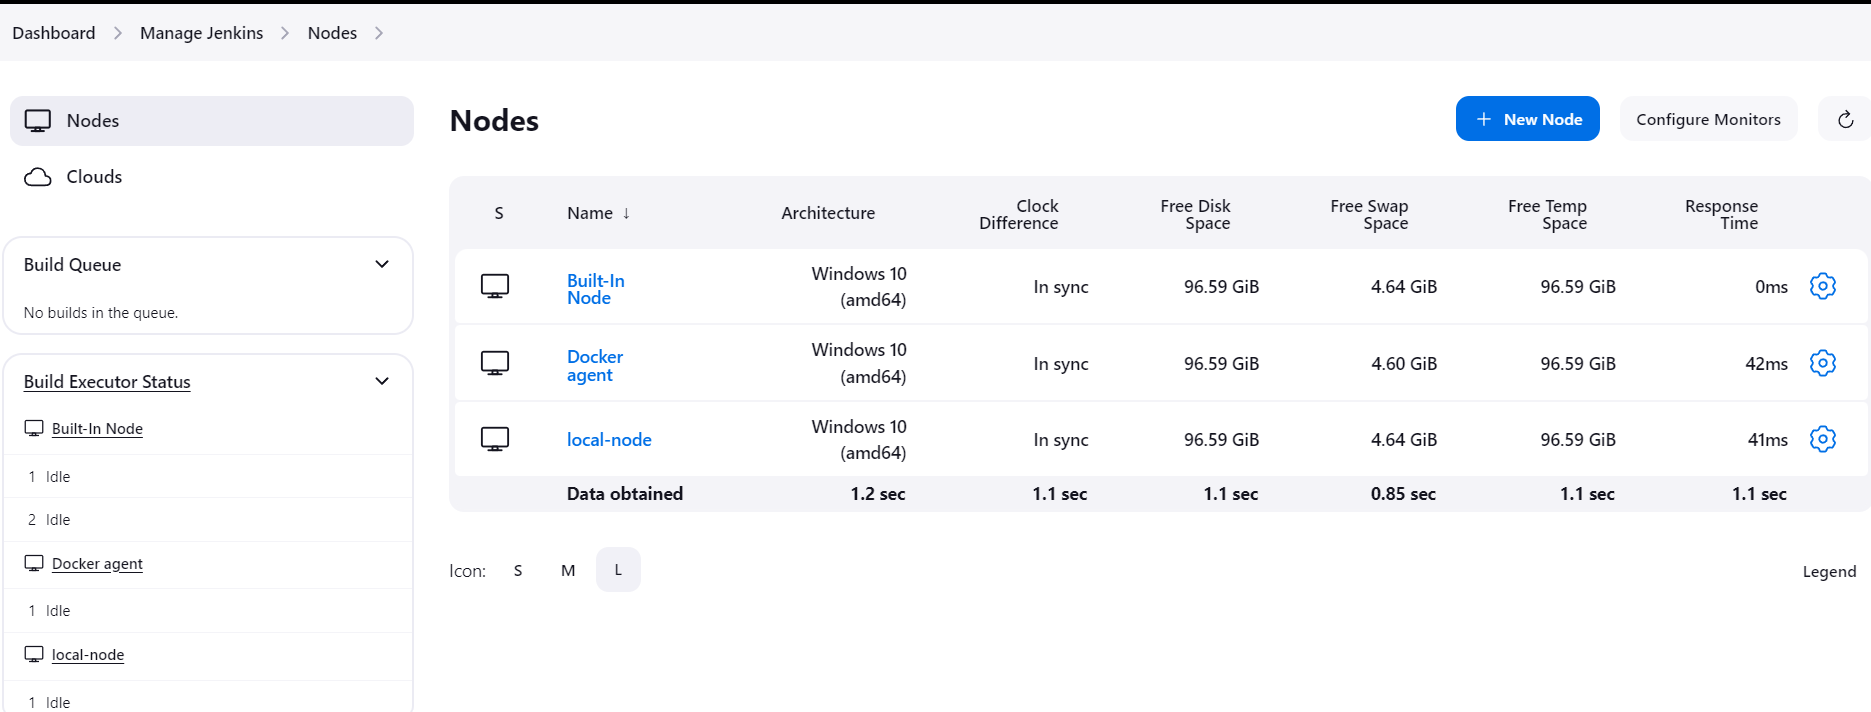 Dashboard > Manage Jenkins > Nodes >
Nodes
Clouds
Build Queue
No builds in the queue.
Build Executor Status
Built-In Node
1 Idle
2 Idle
Docker agent
1 Idle
local-node
1 Idle
Nodes
+ New Node
Configure Monitors
S Name ↓ Architecture Clock Difference Free Disk Space Free Swap Space Free Temp Space Response Time
Built-In Node Windows 10 (amd64) In sync 96.59 GiB 4.64 GiB 96.59 GiB 0ms
Docker agent Windows 10 (amd64) In sync 96.59 GiB 4.60 GiB 96.59 GiB 42ms
local-node Windows 10 (amd64) In sync 96.59 GiB 4.64 GiB 96.59 GiB 41ms
Data obtained 1.2 sec 1.1 sec 1.1 sec 0.85 sec 1.1 sec 1.1 sec
Icon: S M L
Legend